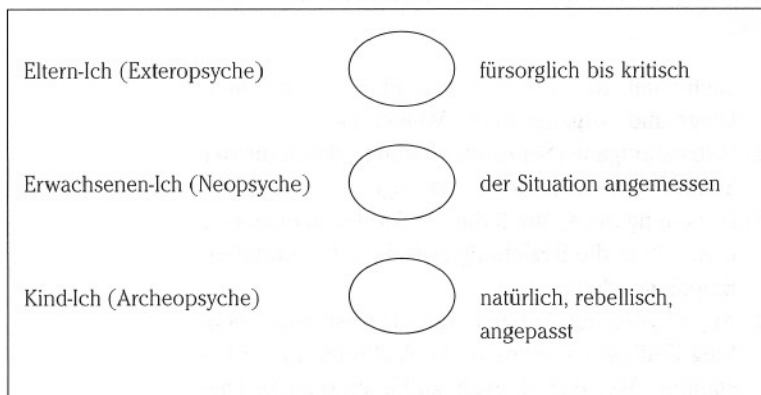 Eltern-Ich (Exteropsyche) fürsorglich bis kritisch
Erwachsenen-Ich (Neopsyche) der Situation angemessen
Kind-Ich (Archeopsyche) natürlich, rebellisch,
angepasst